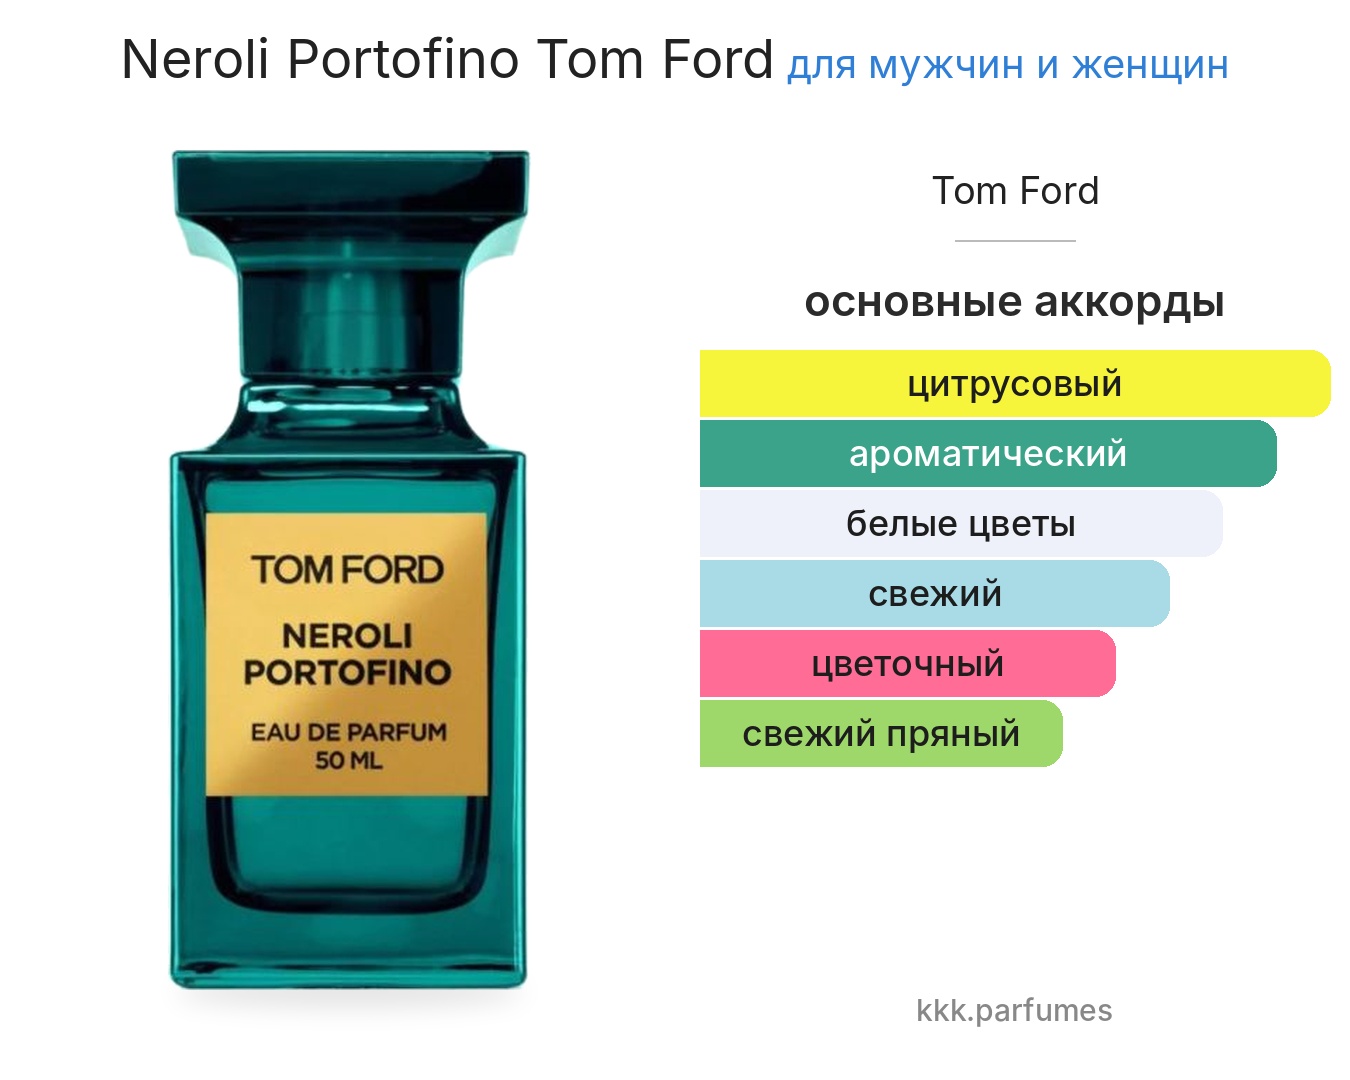 Neroli Portofino Tom Ford для мужчин и женщин
TOM FORD
NEROLI
PORTOFINO
EAU DE PARFUM
50 ML
Tom Ford
основные аккорды
цитрусовый
ароматический
белые цветы
свежий
цветочный
свежий пряный
kkk.parfumes